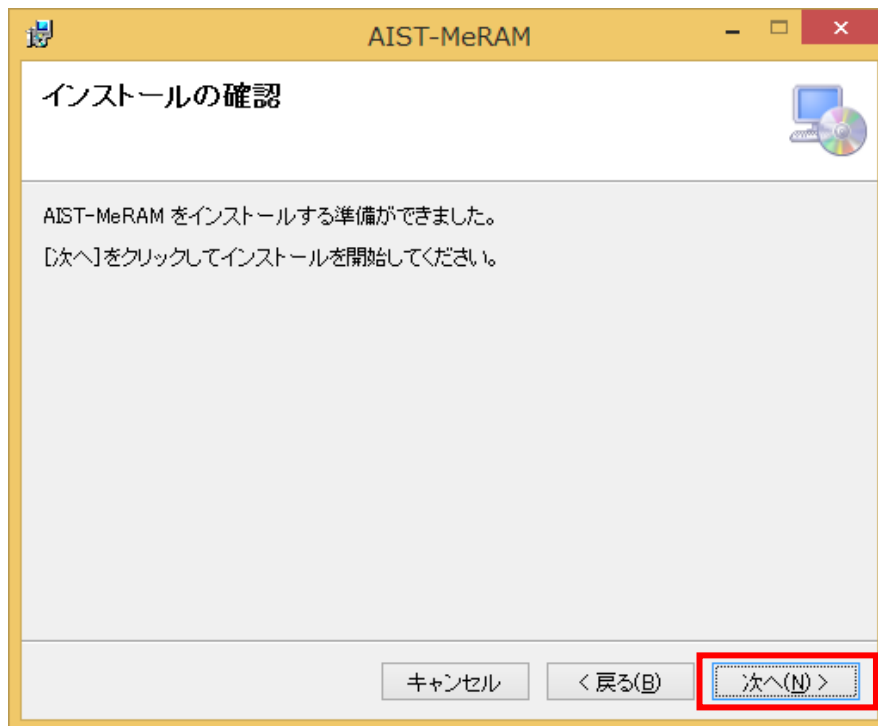 AIST-MeRAM
インストールの確認
AIST-MeRAM をインストールする準備ができました。
[次へ]をクリックしてインストールを開始してください。
キャンセル
< 戻る(B)
次へ(N) >